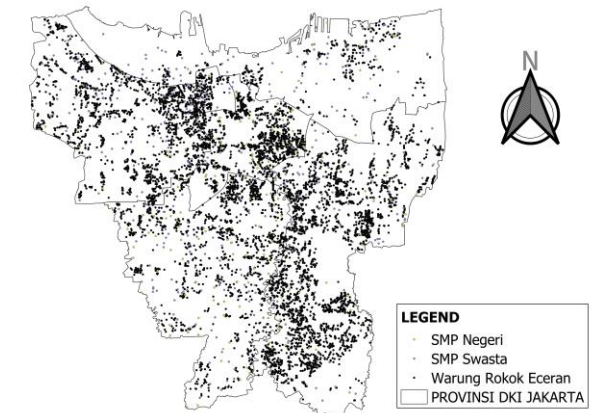 N
LEGEND
SMP Negeri
SMP Swasta
Warung Rokok Eceran
PROVINSI DKI JAKARTA